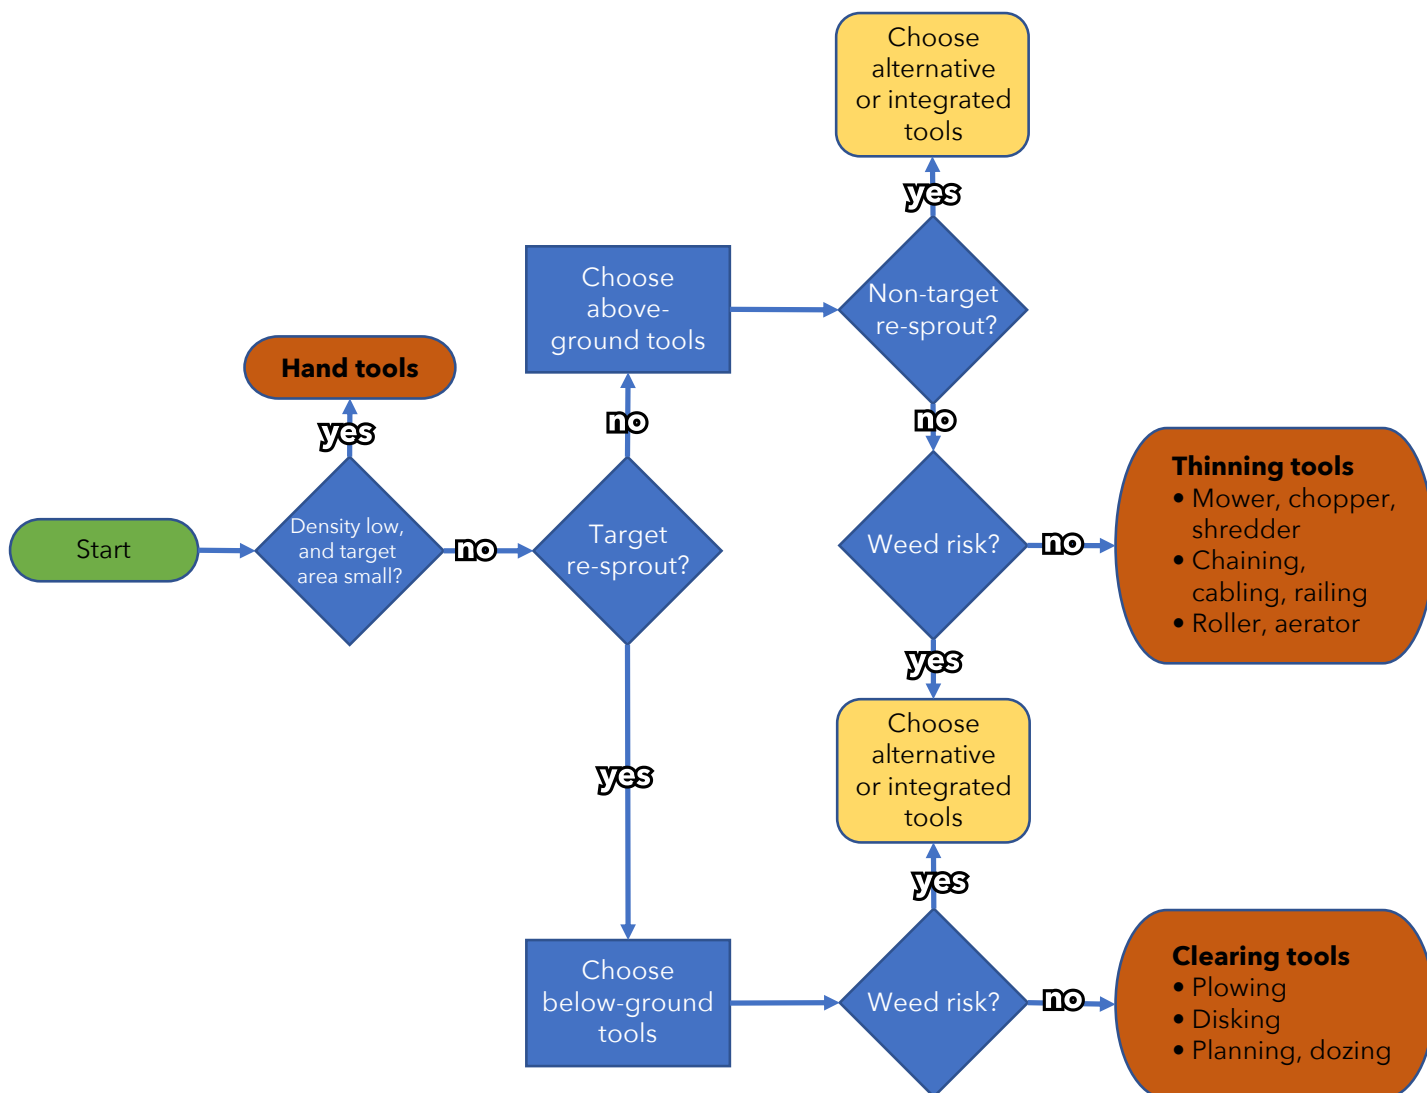 Choose
alternative
or integrated
tools
yes
Choose
above-
ground tools
Non-target
re-sprout?
Hand tools
yes
no
no
Start
Density low,
and target
area small?
no
Target
re-sprout?
Weed risk?
no
Thinning tools
• Mower, chopper,
shredder
• Chaining,
cabling, railing
• Roller, aerator
yes
Choose
alternative
or integrated
tools
yes
yes
Choose
below-ground
tools
Weed risk?
no
Clearing tools
• Plowing
• Disking
• Planning, dozing